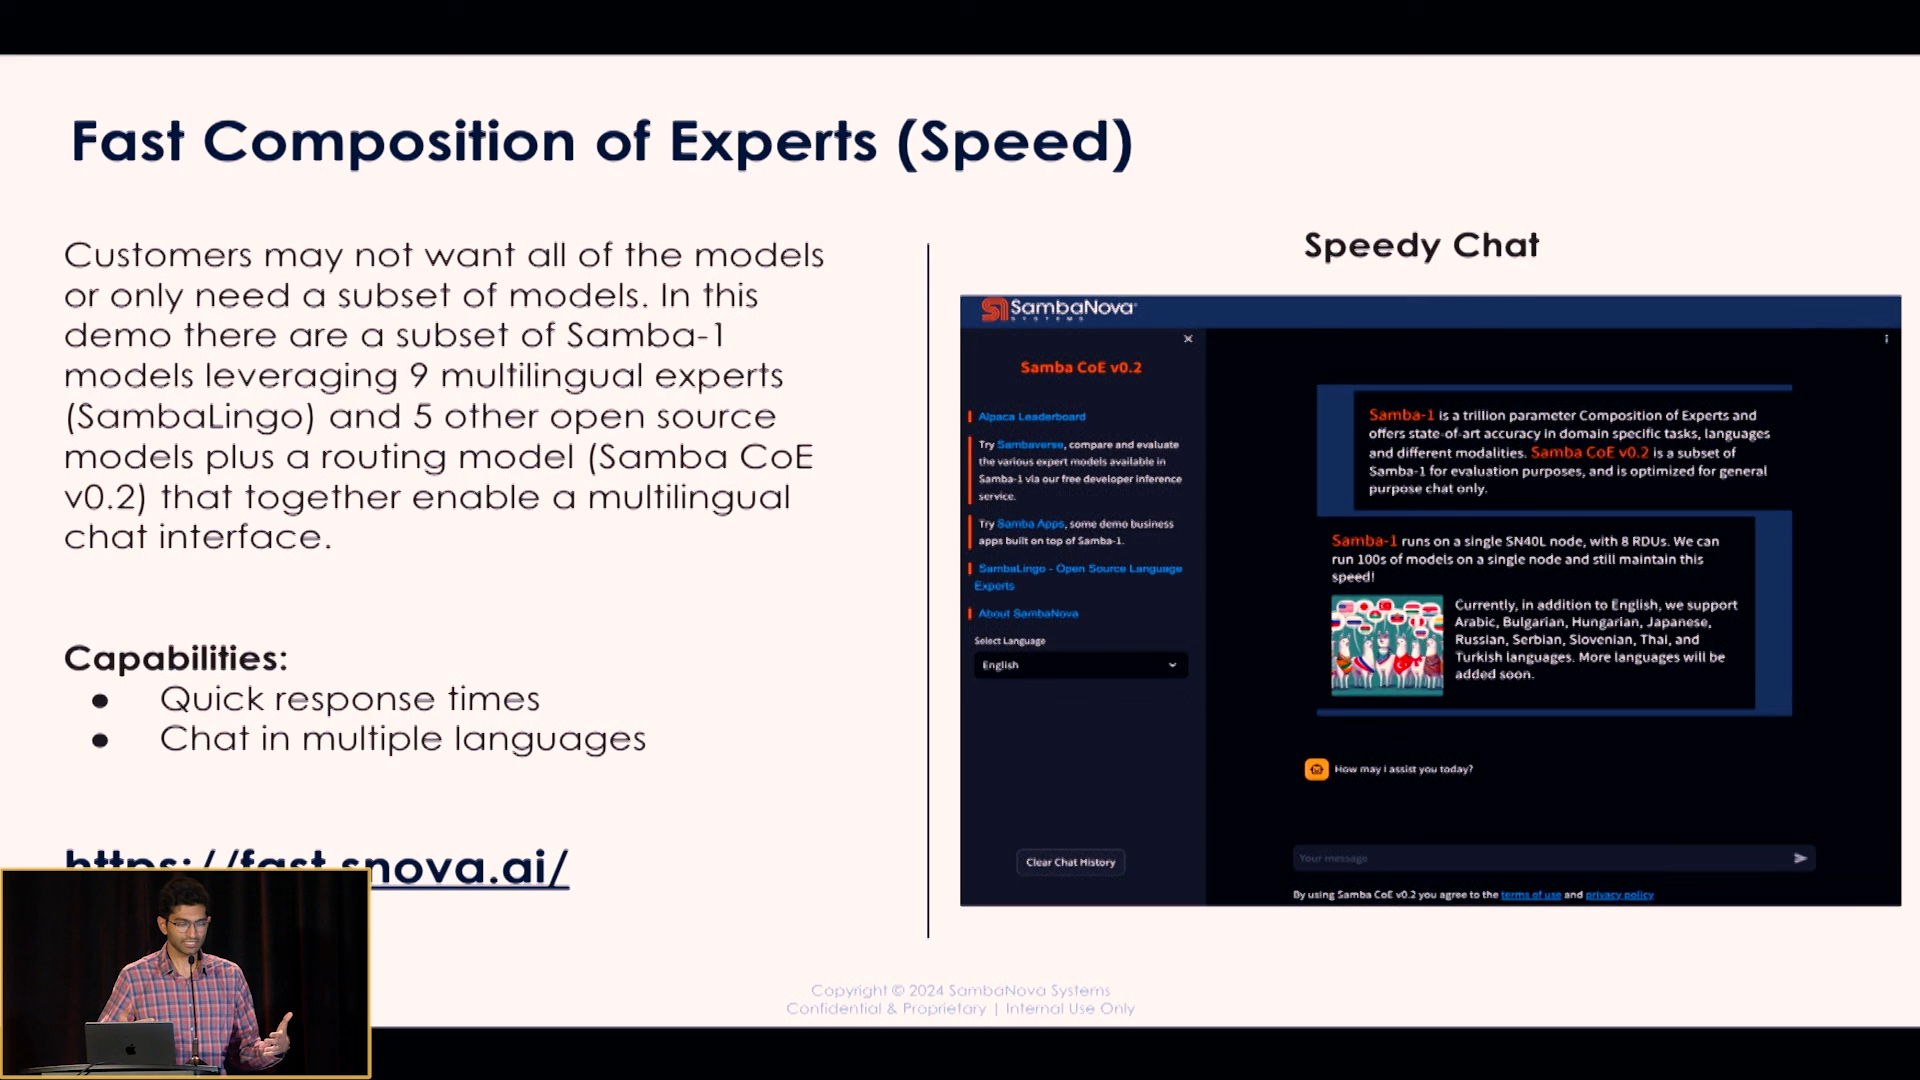 Fast Composition of Experts (Speed)
Customers may not want all of the models
or only need a subset of models. In this
demo there are a subset of Samba-1
models leveraging 9 multilingual experts
(SambaLingo) and 5 other open source
models plus a routing model (Samba CoE
v0.2) that together enable a multilingual
chat interface.
Capabilities:
● Quick response times
● Chat in multiple languages
https://fast.snova.ai/
Speedy Chat
SambaNova
SYSTEMS
Samba CoE v0.2
Alpaca Leaderboard
Try Sambaverse, compare and evaluate
the various expert models available in
Samba-1 via our free developer inference
service.
Try Samba Apps, some demo business
apps built on top of Samba-1.
SambaLingo - Open Source Language
Experts
About SambaNova
Select Language
English
Clear Chat History
Samba-1 is a trillion parameter Composition of Experts and
offers state-of-art accuracy in domain specific tasks, languages
and different modalities. Samba CoE v0.2 is a subset of
Samba-1 for evaluation purposes, and is optimized for general
purpose chat only.
Samba-1 runs on a single SN40L node, with 8 RDUs. We can
run 100s of models on a single node and still maintain this
speed!
Currently, in addition to English, we support
Arabic, Bulgarian, Hungarian, Japanese,
Russian, Serbian, Slovenian, Thai, and
Turkish languages. More languages will be
added soon.
How may I assist you today?
Your message
By using Samba CoE v0.2 you agree to the terms of use and privacy policy
Copyright © 2024 SambaNova Systems
Confidential & Proprietary | Internal Use Only